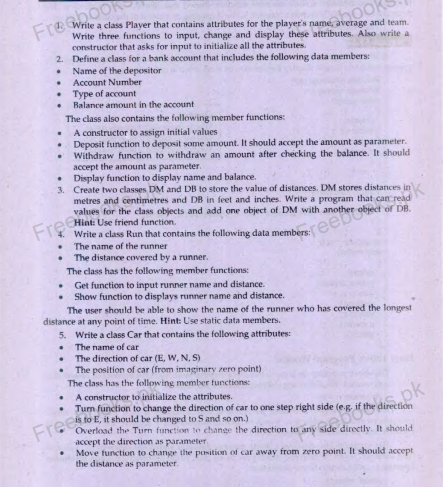 Freebooks.pk
1. Write a class Player that contains attributes for the player's name, average and team.
Write three functions to input, change and display these attributes. Also write a
constructor that asks for input to initialize all the attributes.
2. Define a class for a bank account that includes the following data members:
• Name of the depositor
• Account Number
• Type of account
• Balance amount in the account
The class also contains the following member functions:
• A constructor to assign initial values
• Deposit function to deposit some amount. It should accept the amount as parameter.
• Withdraw function to withdraw an amount after checking the balance. It should
accept the amount as parameter.
• Display function to display name and balance.
3. Create two classes DM and DB to store the value of distances. DM stores distances in
metres and centimetres and DB in feet and inches. Write a program that can read
values for the class objects and add one object of DM with another object of DB.
Hint: Use friend function.
4. Write a class Run that contains the following data members:
• The name of the runner
• The distance covered by a runner.
The class has the following member functions:
• Get function to input runner name and distance.
• Show function to displays runner name and distance.
The user should be able to show the name of the runner who has covered the longest
distance at any point of time. Hint: Use static data members.
5. Write a class Car that contains the following attributes:
• The name of car
• The direction of car (E, W, N, S)
• The position of car (from imaginary zero point)
The class has the following member functions:
• A constructor to initialize the attributes.
• Turn function to change the direction of car to one step right side (e.g. if the direction
is to E, it should be changed to S and so on.)
• Overload the Turn function to change the direction to any side directly. It should
accept the direction as parameter.
• Move function to change the position of car away from zero point. It should accept
the distance as parameter.